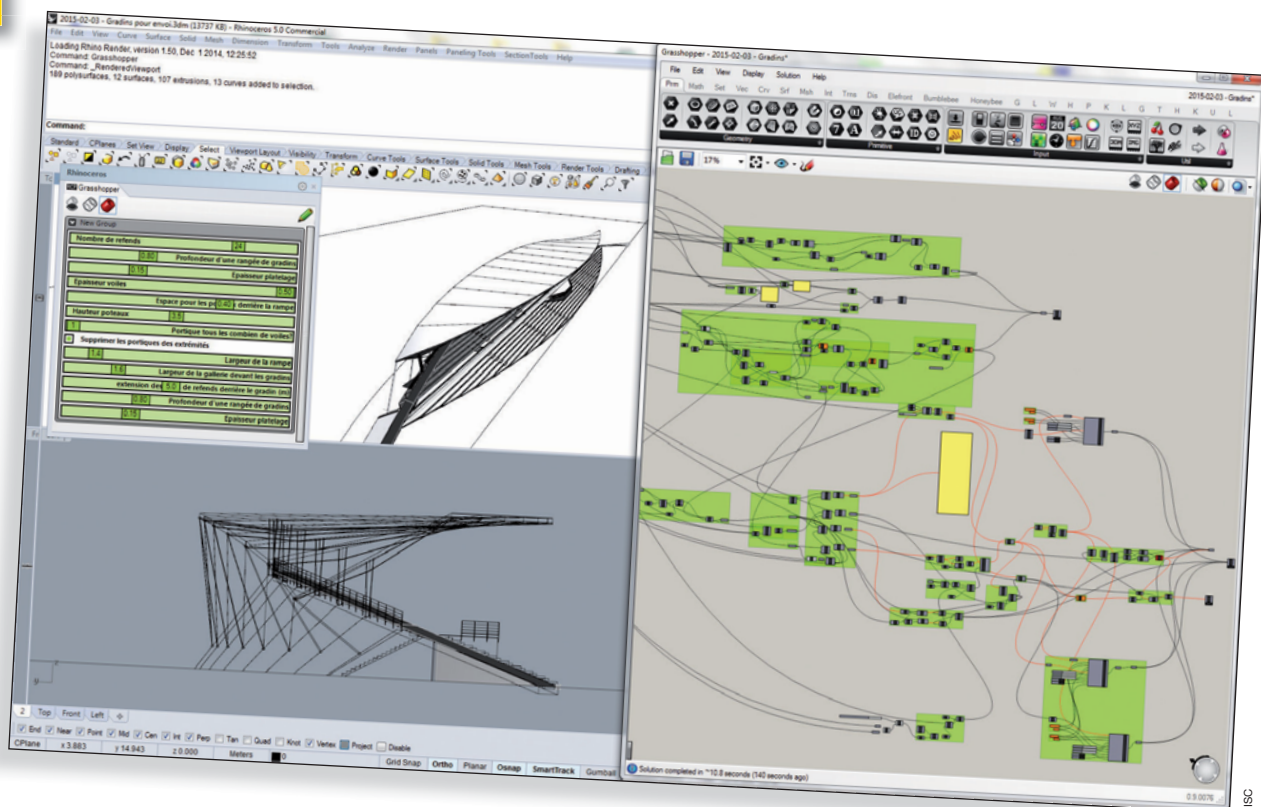 2015-02-03 - Gradins pour envoi.3dm (13737 KB) - Rhinoceros 5.0 Commercial
File Edit View Curve Surface Solid Mesh Dimension Transform Tools Analyze Render Panels Paneling Tools SectionTools Help
Loading Rhino Render, version 1.50, Dec 1 2014, 12:25:52
Command: Grasshopper
Command: _RenderedViewport
189 polysurfaces, 12 surfaces, 107 extrusions, 13 curves added to selection.
Command:
Standard CPlanes Set View Display Select Viewport Layout Visibility Transform Curve Tools Surface Tools Solid Tools Mesh Tools Render Tools Drafting
Rhinoceros
Grasshopper
New Group
Nombre de refends 24
0.80 Profondeur d'une rangée de gradins
0.15 Epaisseur platelage
Epaisseur voiles 0.50
Espace pour les 0.40 derrière la rampe
Hauteur poteaux 3.5
1 Portique tous les combien de voiles?
Supprimer les portiques des extrémités
1.4 Largeur de la rampe
1.6 Largeur de la gallerie devant les gradins
extension des 5.0 de refends derrière le gradin (m)
0.80 Profondeur d'une rangée de gradins
0.15 Epaisseur platelage
2 Top Front Left
End Near Point Mid Cen Int Perp Tan Quad Knot Vertex Project Disable
CPlane x 3.883 y 14.943 z 0.000 Meters 0 Grid Snap Ortho Planar Osnap SmartTrack Gumball
Grasshopper - 2015-02-03 - Gradins*
File Edit View Display Solution Help
2015-02-03 - Gradins*
Prm Math Set Vec Crv Srf Msh Int Trns Dis Elefront Bumblebee Honeybee G L W H P K L G T H K U L
Geometry Primitive Input Util
17%
Solution completed in ~10.8 seconds (140 seconds ago)
0.9.0076
ISC